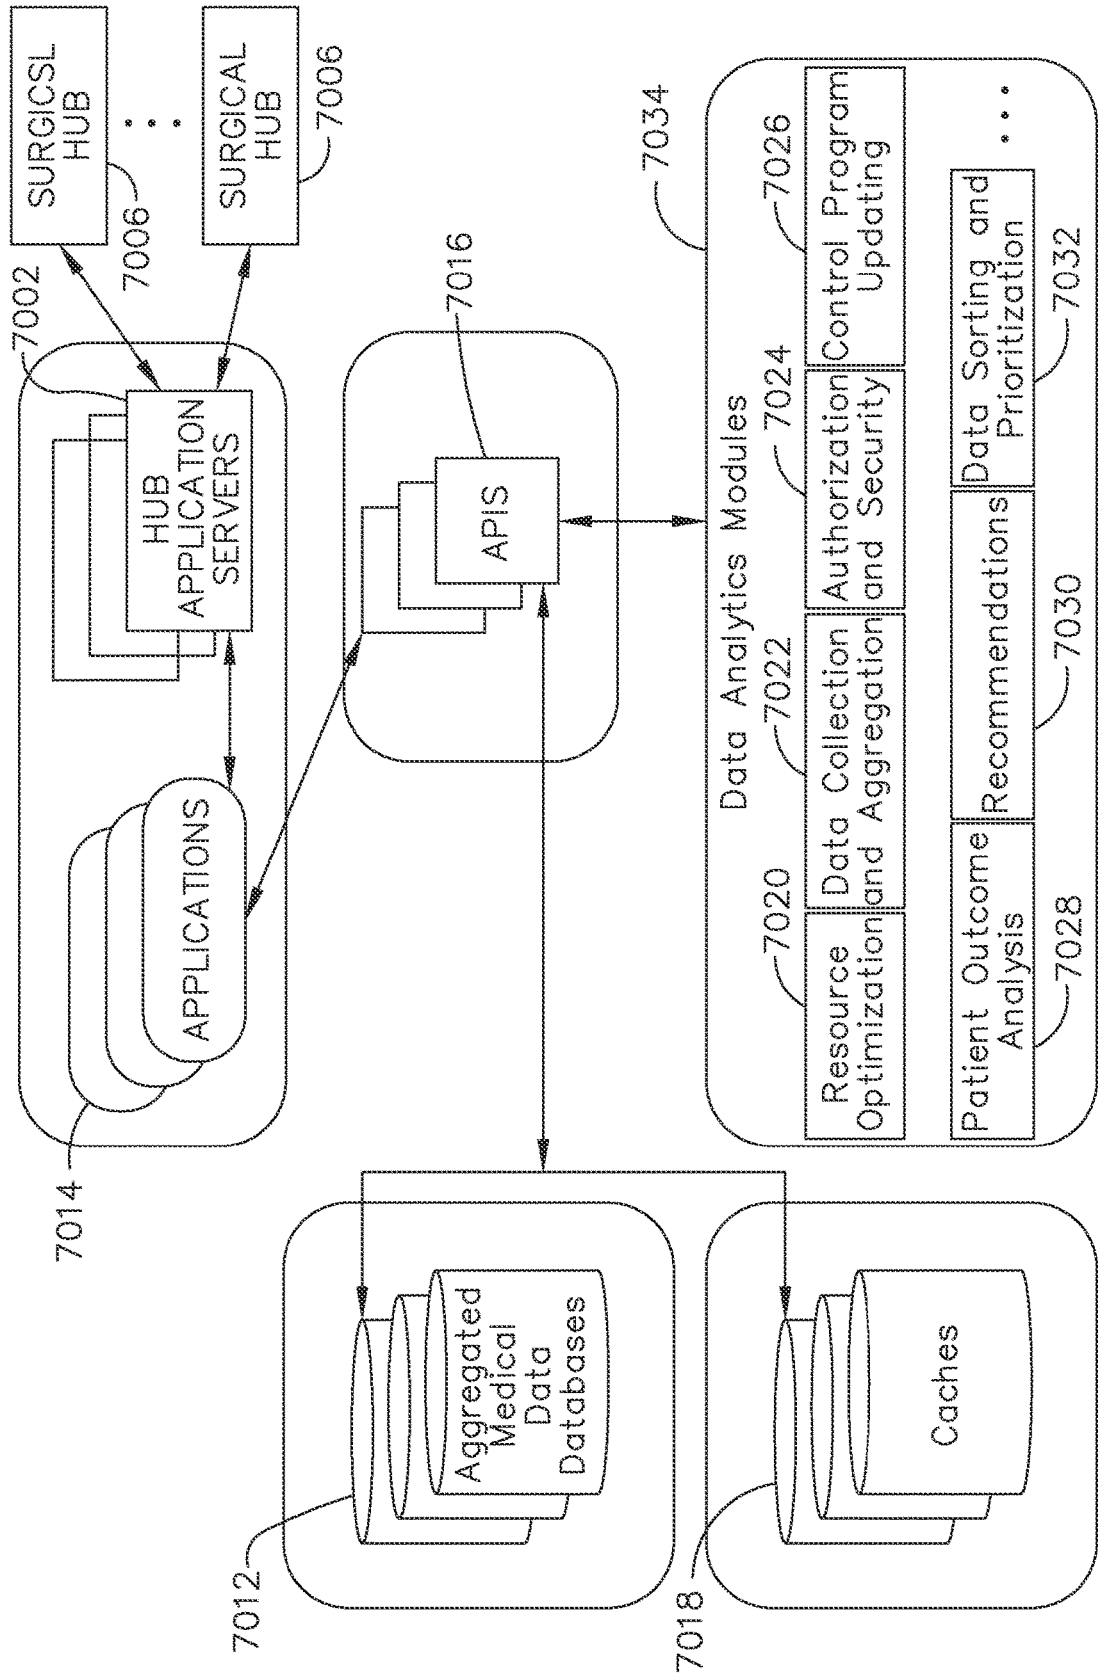 7014
APPLICATIONS
7002
HUB
APPLICATION
SERVERS
SURGICSL
HUB
7006
SURGICAL
HUB
7006
7012
Aggregated
Medical
Data
Databases
APIS
7016
7018
Caches
Data Analytics Modules
7034
7020
Resource
Optimization
7022
Data Collection
and Aggregation
7024
Authorization
and Security
7026
Control Program
Updating
Patient Outcome
Analysis
7028
Recommendations
7030
Data Sorting and
Prioritization
7032